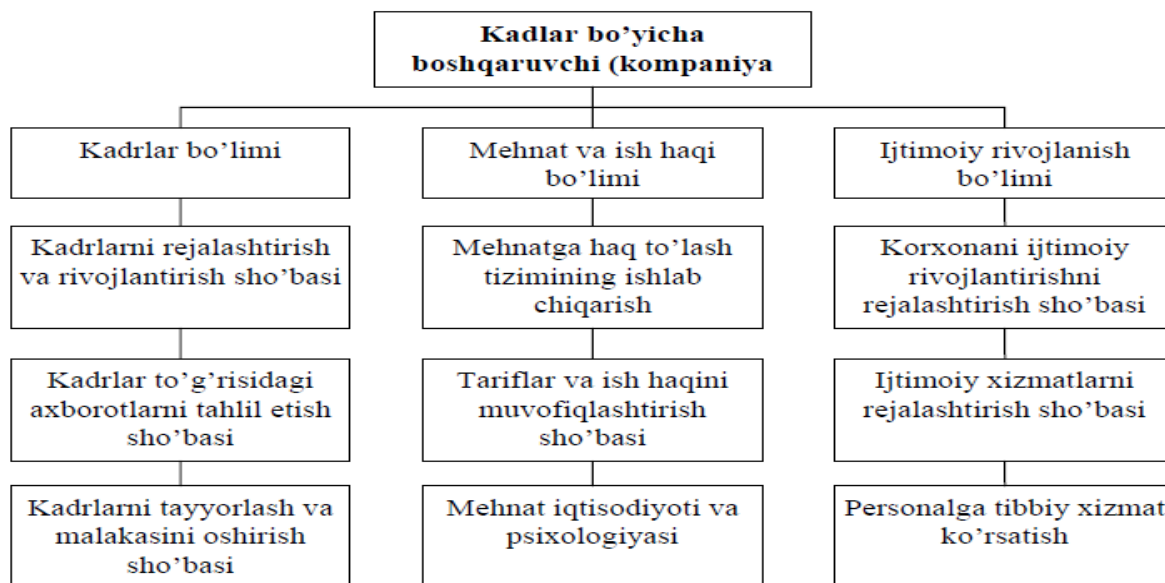 Kadlar bo’yicha
boshqaruvchi (kompaniya
Kadrlar bo’limi
Mehnat va ish haqi
bo’limi
Ijtimoiy rivojlanish
bo’limi
Kadrlarni rejalashtirish
va rivojlantirish sho’basi
Mehnatga haq to’lash
tizimining ishlab
chiqarish
Korxonani ijtimoiy
rivojlantirishni
rejalashtirish sho’basi
Kadrlar to’g’risidagi
axborotlarni tahlil etish
sho’basi
Tariflar va ish haqini
muvofiqlashtirish
sho’basi
Ijtimoiy xizmatlarni
rejalashtirish sho’basi
Kadrlarni tayyorlash va
malakasini oshirish
sho’basi
Mehnat iqtisodiyoti va
psixologiyasi
Personalga tibbiy xizmat
ko’rsatish